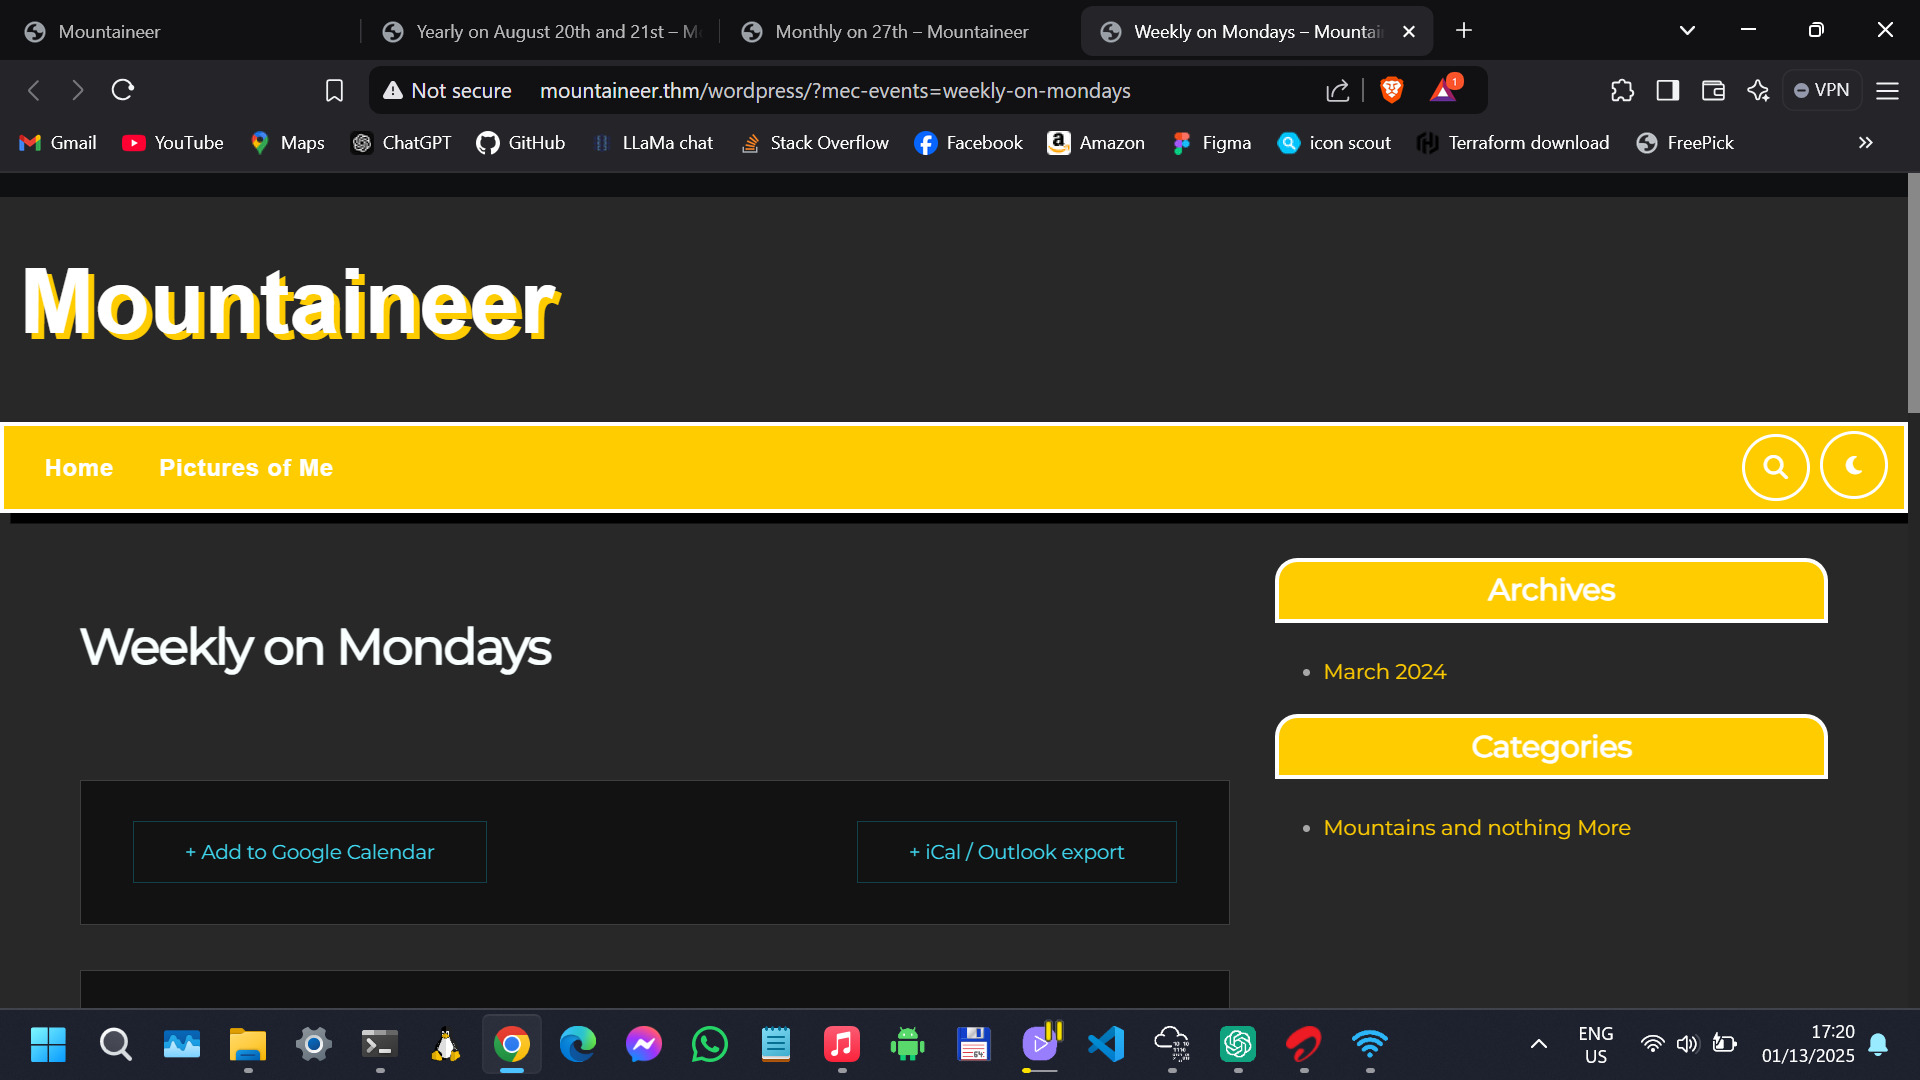 Mountaineer
Yearly on August 20th and 21st – M
Monthly on 27th – Mountaineer
Weekly on Mondays – Mountai
Not secure
mountaineer.thm/wordpress/?mec-events=weekly-on-mondays
1
VPN
Gmail
YouTube
Maps
ChatGPT
GitHub
LLaMa chat
Stack Overflow
Facebook
Amazon
Figma
icon scout
Terraform download
FreePick
Mountaineer
Home
Pictures of Me
Weekly on Mondays
+ Add to Google Calendar
+ iCal / Outlook export
Archives
March 2024
Categories
Mountains and nothing More
ENG
US
17:20
01/13/2025